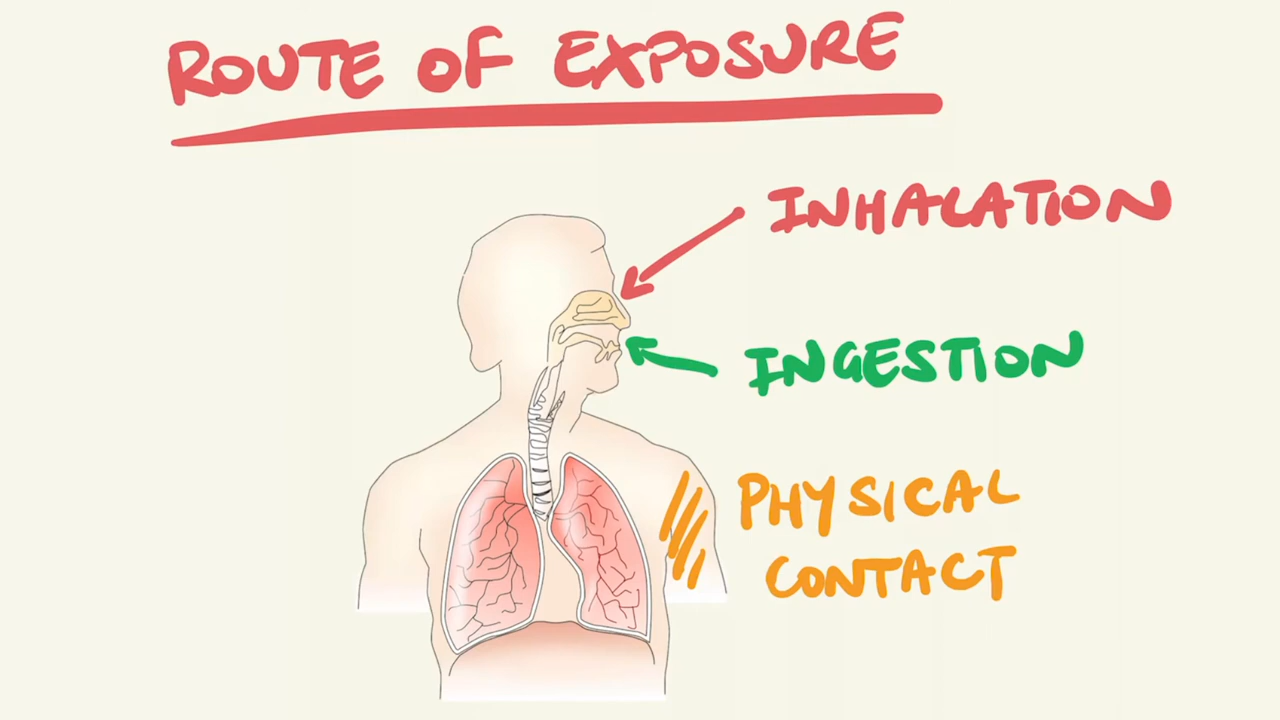 ROUTE OF EXPOSURE
INHALATION
INGESTION
PHYSICAL
CONTACT